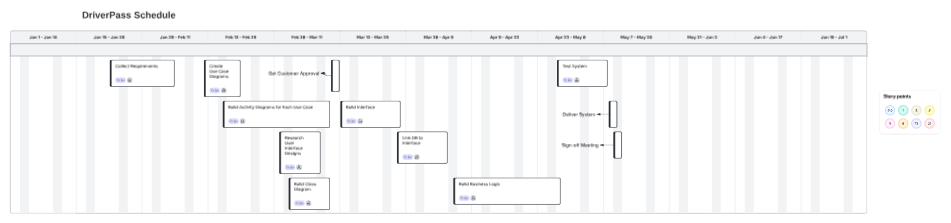 DriverPass Schedule
Jan 1 - Jan 14
Jan 15 - Jan 28
Jan 29 - Feb 11
Feb 12 - Feb 25
Feb 26 - Mar 11
Mar 12 - Mar 25
Mar 26 - Apr 8
Apr 9 - Apr 22
Apr 23 - May 6
May 7 - May 20
May 21 - Jun 3
Jun 4 - Jun 17
Jun 18 - Jul 1
Collect Requirements
Create
Use Case
Diagrams
Get Customer Approval
Test System
Build Activity Diagrams for Each Use Case
Build Interface
Deliver System
Research
User
Interface
Designs
Link DB to
Interface
Sign-off Meeting
Build Class
Diagram
Build Business Logic
Story points